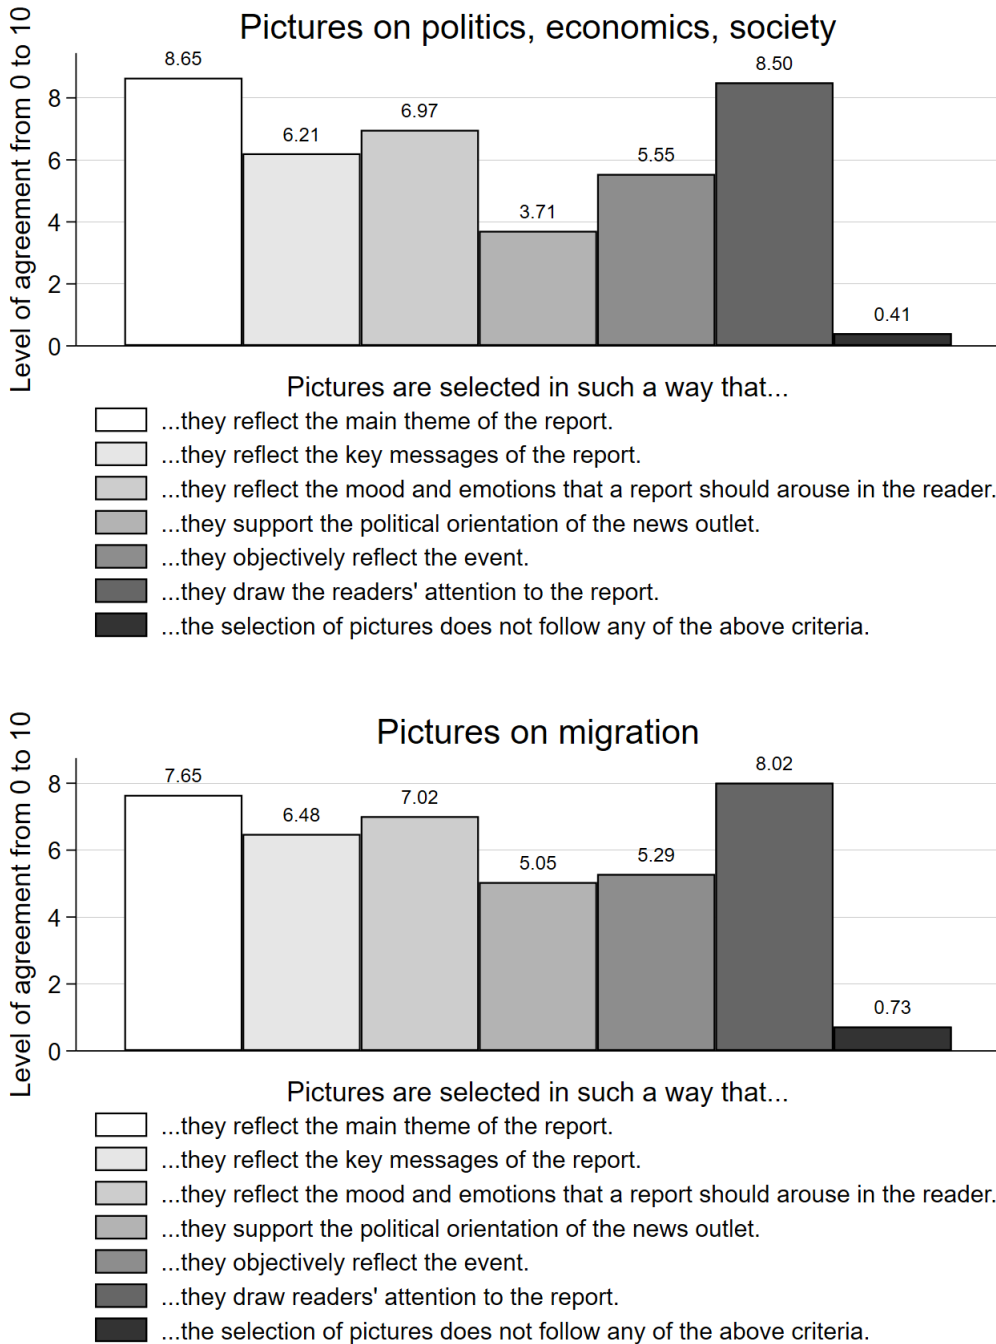 Pictures on politics, economics, society
Level of agreement from 0 to 10
8
6
4
2
0
8.65
6.21
6.97
3.71
5.55
8.50
0.41
Pictures are selected in such a way that...
...they reflect the main theme of the report.
...they reflect the key messages of the report.
...they reflect the mood and emotions that a report should arouse in the reader.
...they support the political orientation of the news outlet.
...they objectively reflect the event.
...they draw the readers' attention to the report.
...the selection of pictures does not follow any of the above criteria.
Pictures on migration
Level of agreement from 0 to 10
8
6
4
2
0
7.65
6.48
7.02
5.05
5.29
8.02
0.73
Pictures are selected in such a way that...
...they reflect the main theme of the report.
...they reflect the key messages of the report.
...they reflect the mood and emotions that a report should arouse in the reader.
...they support the political orientation of the news outlet.
...they objectively reflect the event.
...they draw readers' attention to the report.
...the selection of pictures does not follow any of the above criteria.